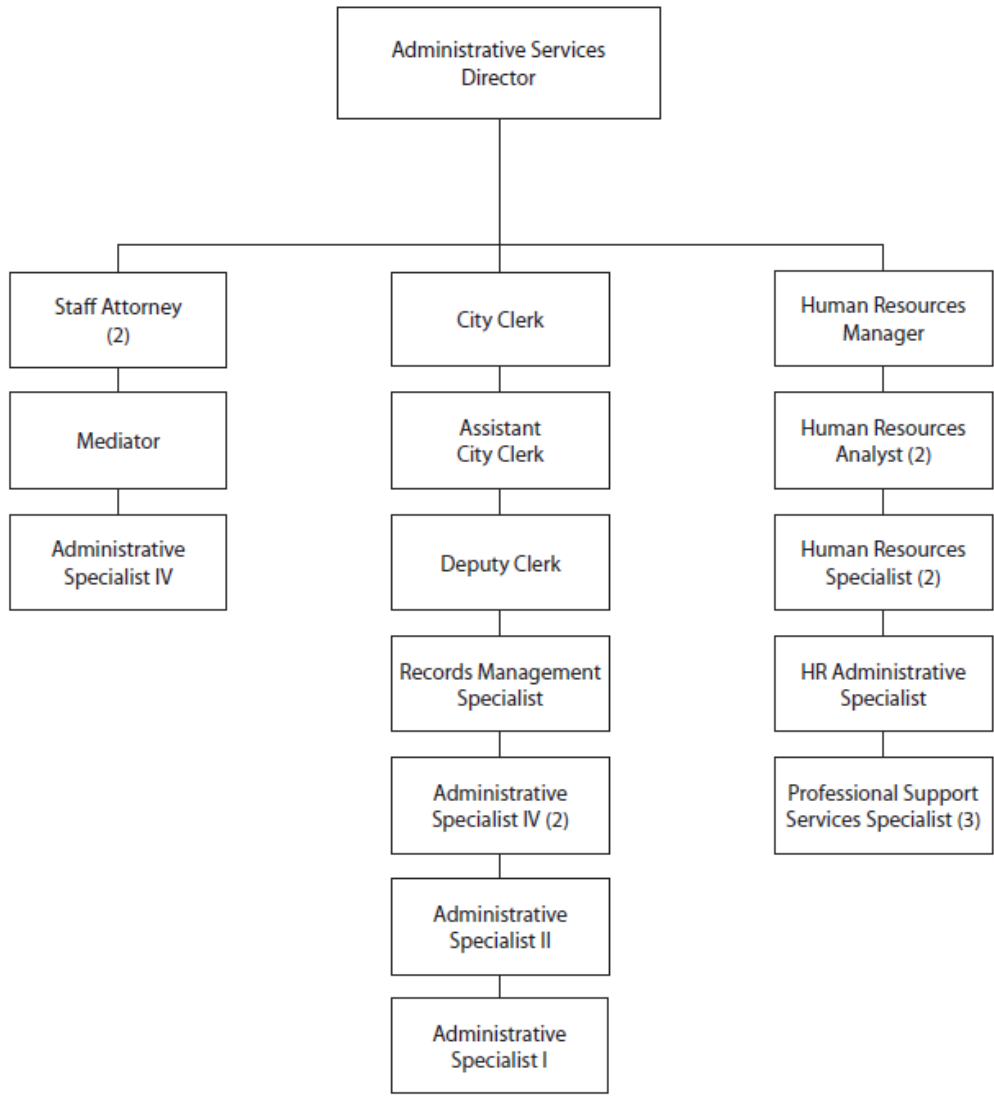 Administrative Services
Director
Staff Attorney
(2)
Mediator
Administrative
Specialist IV
City Clerk
Assistant
City Clerk
Deputy Clerk
Records Management
Specialist
Administrative
Specialist IV (2)
Administrative
Specialist II
Administrative
Specialist I
Human Resources
Manager
Human Resources
Analyst (2)
Human Resources
Specialist (2)
HR Administrative
Specialist
Professional Support
Services Specialist (3)